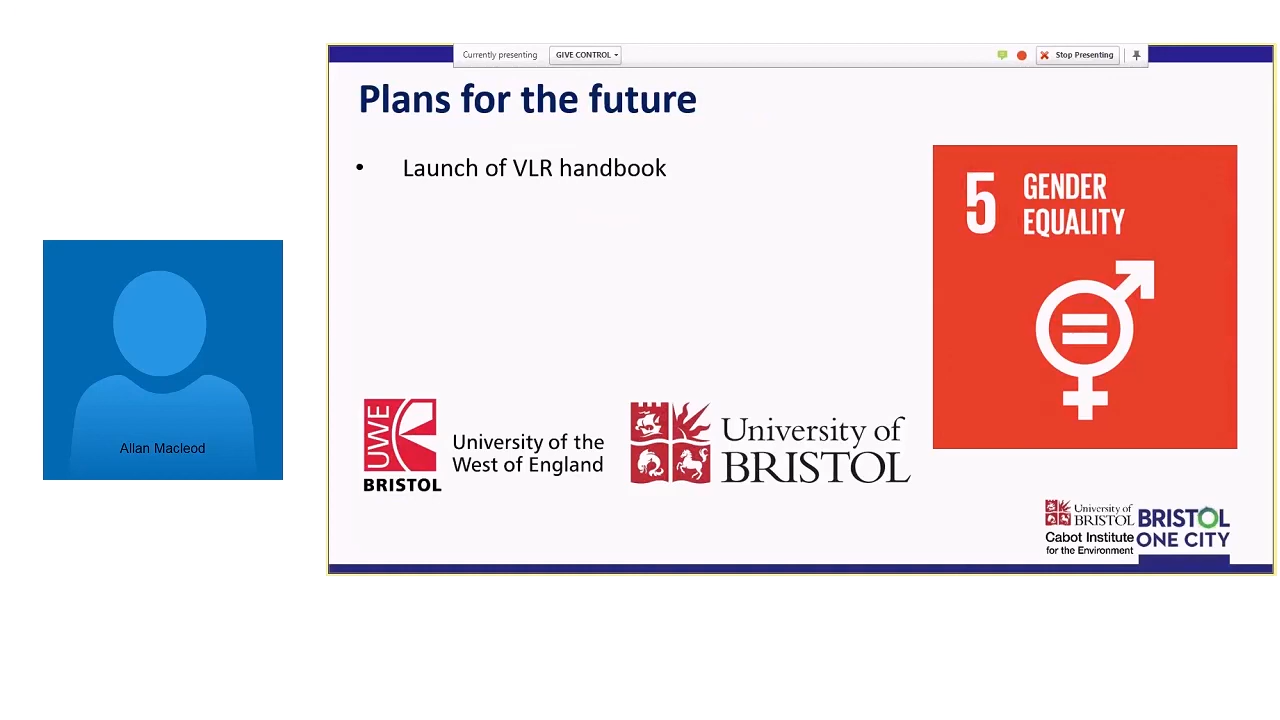 Currently presenting
GIVE CONTROL
Stop Presenting
Plans for the future
• Launch of VLR handbook
5 GENDER
EQUALITY
Allan Macleod
UWE
BRISTOL
University of the
West of England
University of
BRISTOL
University of
BRISTOL
Cabot Institute
for the Environment
BRISTOL
ONE CITY